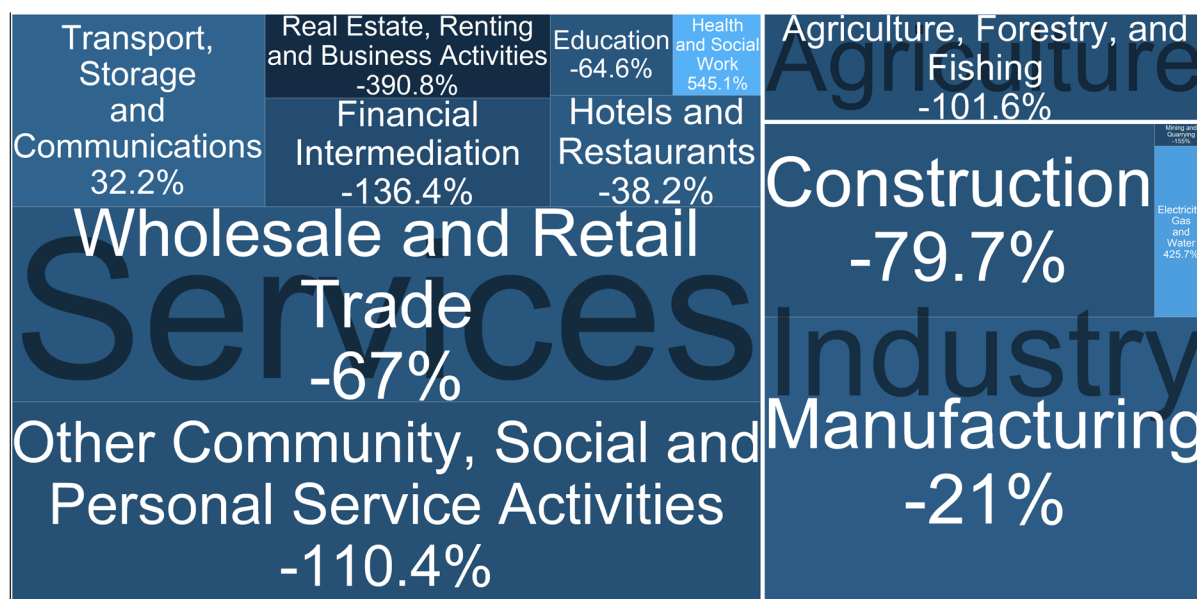 Transport,
Storage
and
Communications
32.2%
Real Estate, Renting
and Business Activities
-390.8%
Education
-64.6%
Health
and Social
Work
545.1%
Financial
Intermediation
-136.4%
Hotels and
Restaurants
-38.2%
Services
Wholesale and Retail
Trade
-67%
Other Community, Social and
Personal Service Activities
-110.4%
Agriculture
Agriculture, Forestry, and
Fishing
-101.6%
Construction
-79.7%
Mining and
Quarrying
-155%
Electricity
Gas
and
Water
425.7%
Industry
Manufacturing
-21%